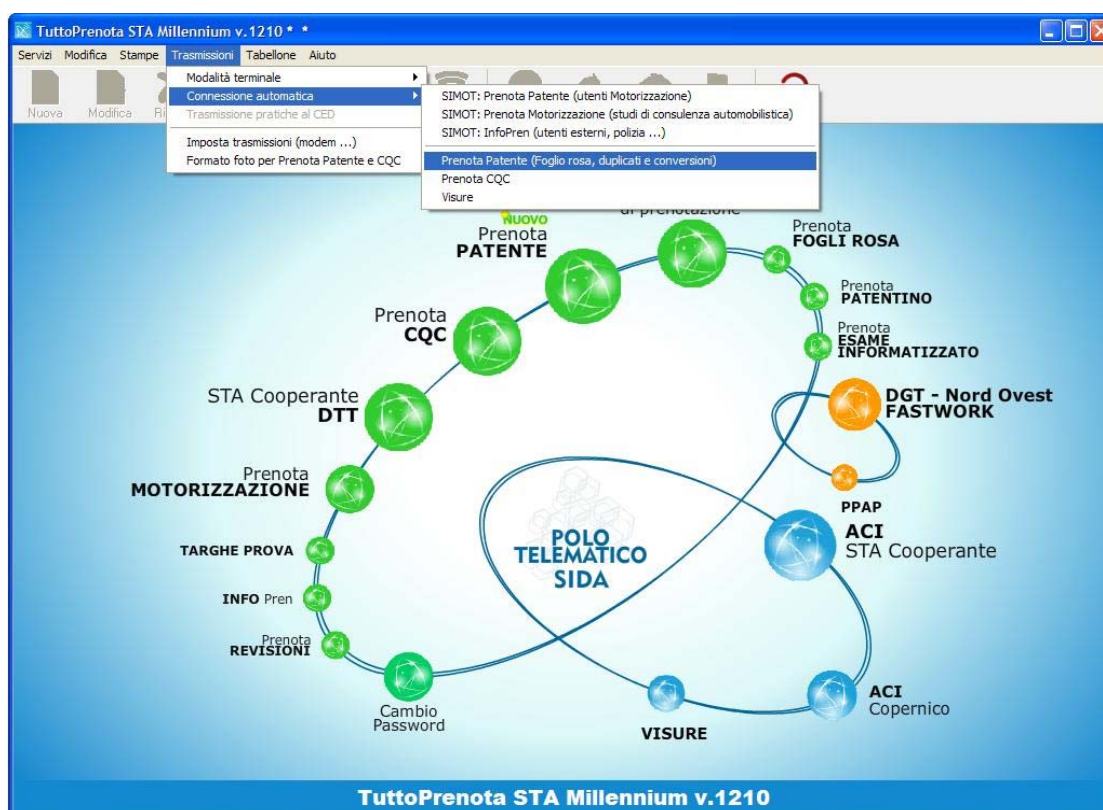 TuttoPrenota STA Millennium v.1210 * *
Servizi Modifica Stampe Trasmissioni Tabellone Aiuto
Nuova Modifica
Modalità terminale
Connessione automatica
Trasmissione pratiche al CED
Imposta trasmissioni (modem ...)
Formato foto per Prenota Patente e CQC
SIMOT: Prenota Patente (utenti Motorizzazione)
SIMOT: Prenota Motorizzazione (studi di consulenza automobilistica)
SIMOT: InfoPren (utenti esterni, polizia ...)
Prenota Patente (Foglio rosa, duplicati e conversioni)
Prenota CQC
Visure
di prenotazione
NUOVO
Prenota
PATENTE
Prenota
FOGLI ROSA
Prenota
PATENTINO
Prenota
ESAME
INFORMATIZZATO
Prenota
CQC
STA Cooperante
DTT
DGT - Nord Ovest
FASTWORK
Prenota
MOTORIZZAZIONE
PPAP
ACI
STA Cooperante
POLO
TELEMATICO
SIDA
TARGHE PROVA
INFO Pren
Prenota
REVISIONI
Cambio
Password
VISURE
ACI
Copernico
TuttoPrenota STA Millennium v.1210